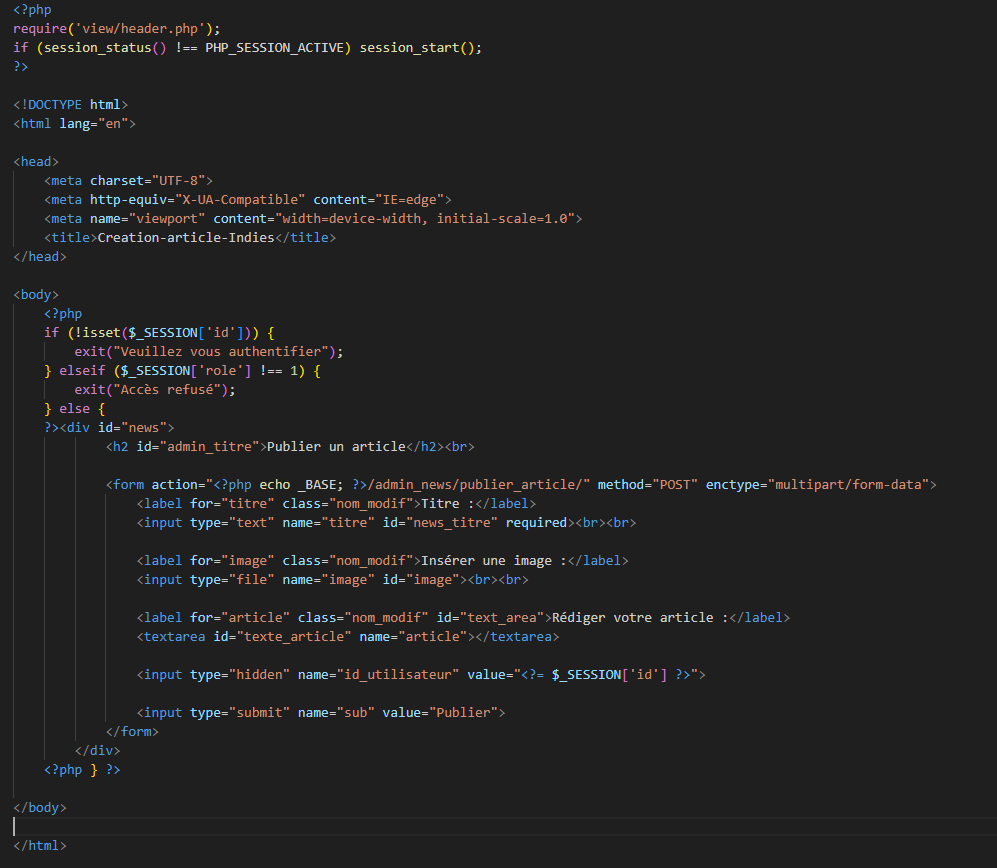 <?php
require('view/header.php');
if (session_status() !== PHP_SESSION_ACTIVE) session_start();
?>
<!DOCTYPE html>
<html lang="en">
<head>
<meta charset="UTF-8">
<meta http-equiv="X-UA-Compatible" content="IE=edge">
<meta name="viewport" content="width=device-width, initial-scale=1.0">
<title>Creation-article-Indies</title>
</head>
<body>
<?php
if (!isset($_SESSION['id'])) {
exit("Veuillez vous authentifier");
} elseif ($_SESSION['role'] !== 1) {
exit("Accès refusé");
} else {
?><div id="news">
<h2 id="admin_titre">Publier un article</h2><br>
<form action="<?php echo _BASE; ?>/admin_news/publier_article/" method="POST" enctype="multipart/form-data">
<label for="titre" class="nom_modif">Titre :</label>
<input type="text" name="titre" id="news_titre" required><br><br>
<label for="image" class="nom_modif">Insérer une image :</label>
<input type="file" name="image" id="image"><br><br>
<label for="article" class="nom_modif" id="text_area">Rédiger votre article :</label>
<textarea id="texte_article" name="article"></textarea>
<input type="hidden" name="id_utilisateur" value="<?= $_SESSION['id'] ?>">
<input type="submit" name="sub" value="Publier">
</form>
</div>
<?php } ?>
</body>
</html>